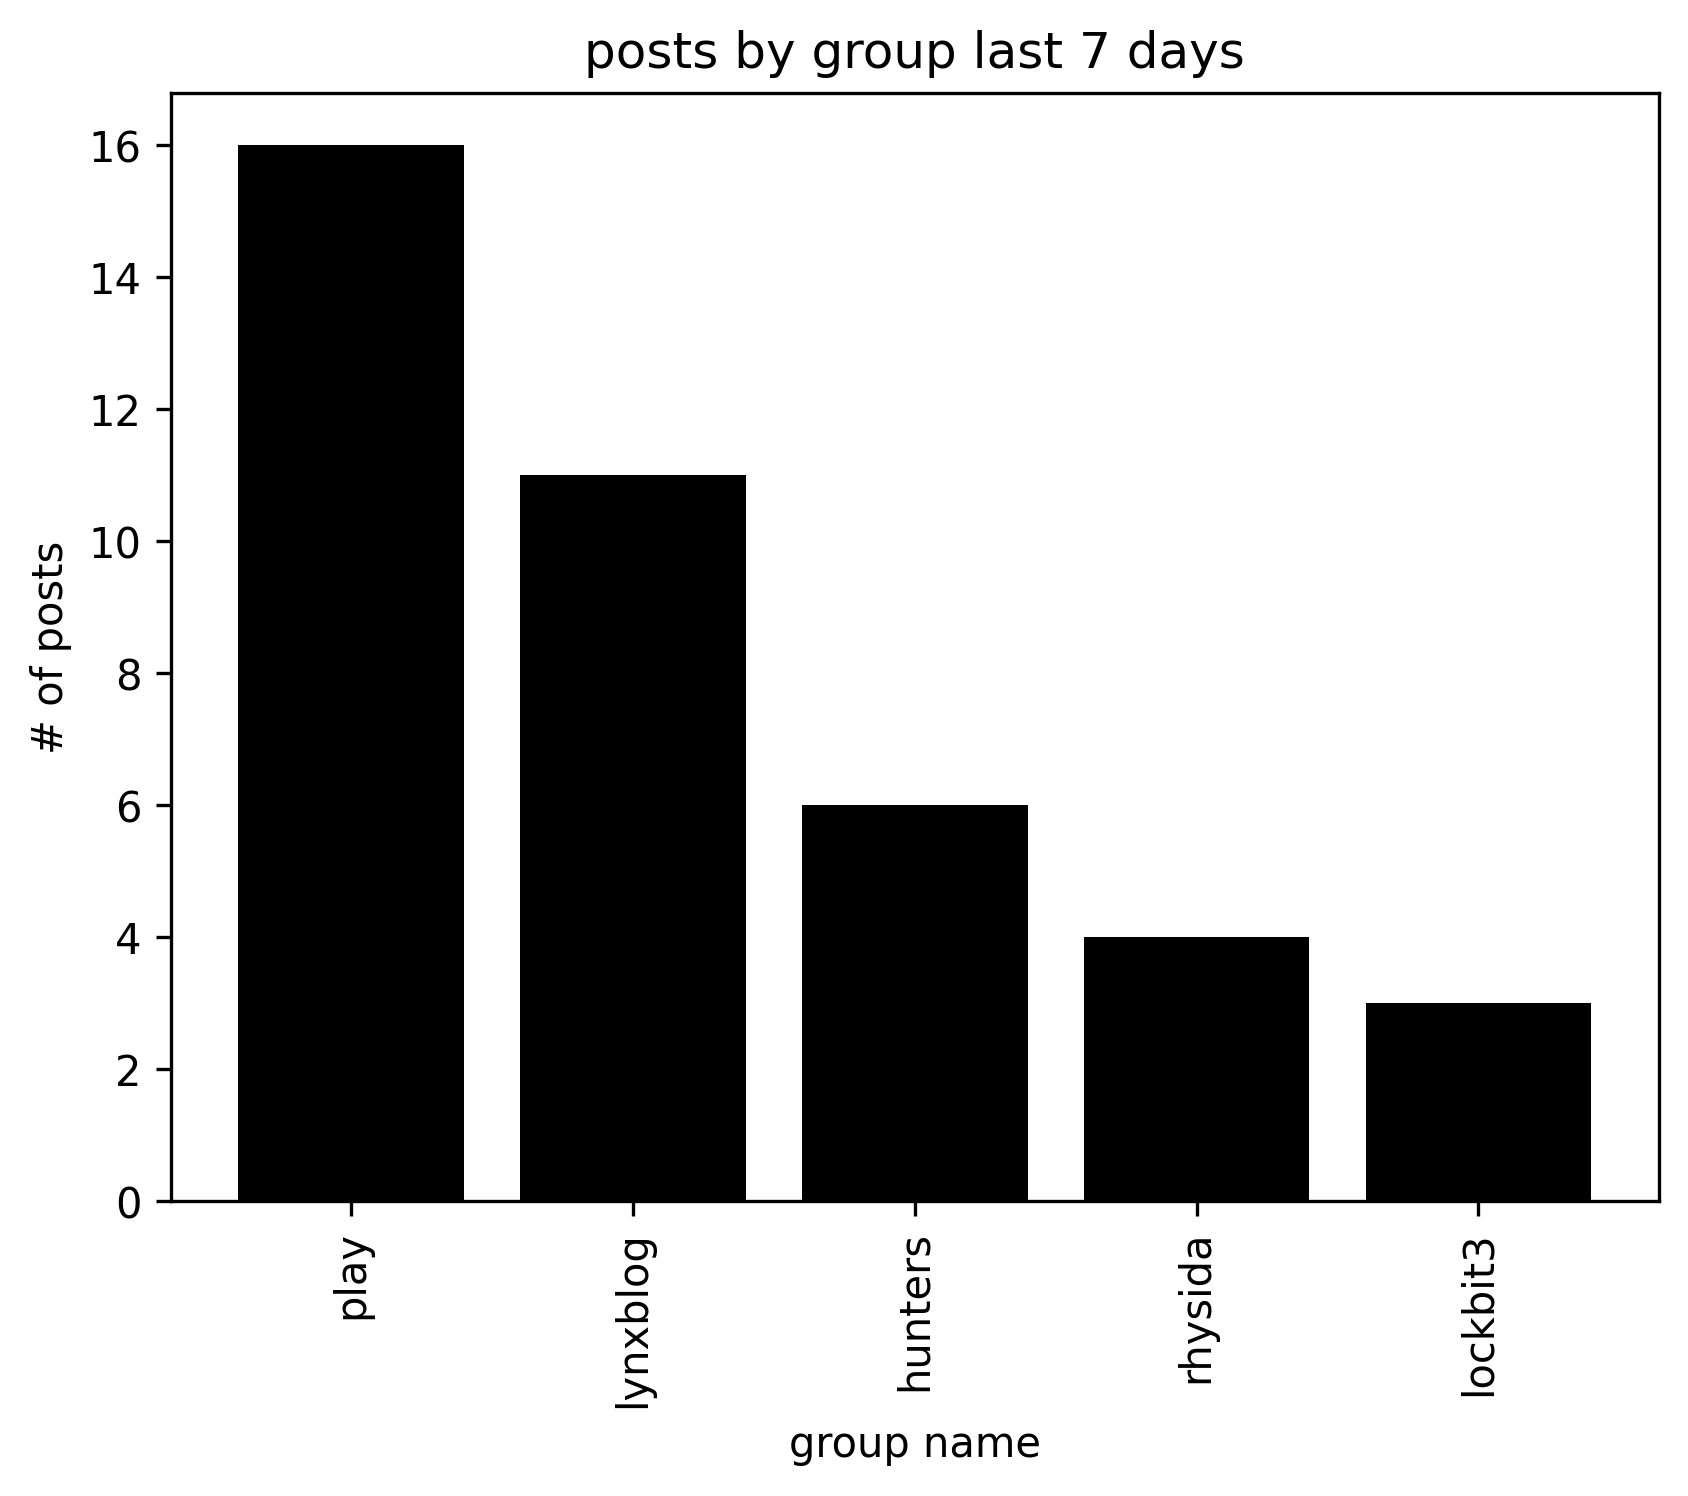 posts by group last 7 days
# of posts
16
14
12
10
8
6
4
2
0
play
lynxblog
hunters
rhysida
lockbit3
group name